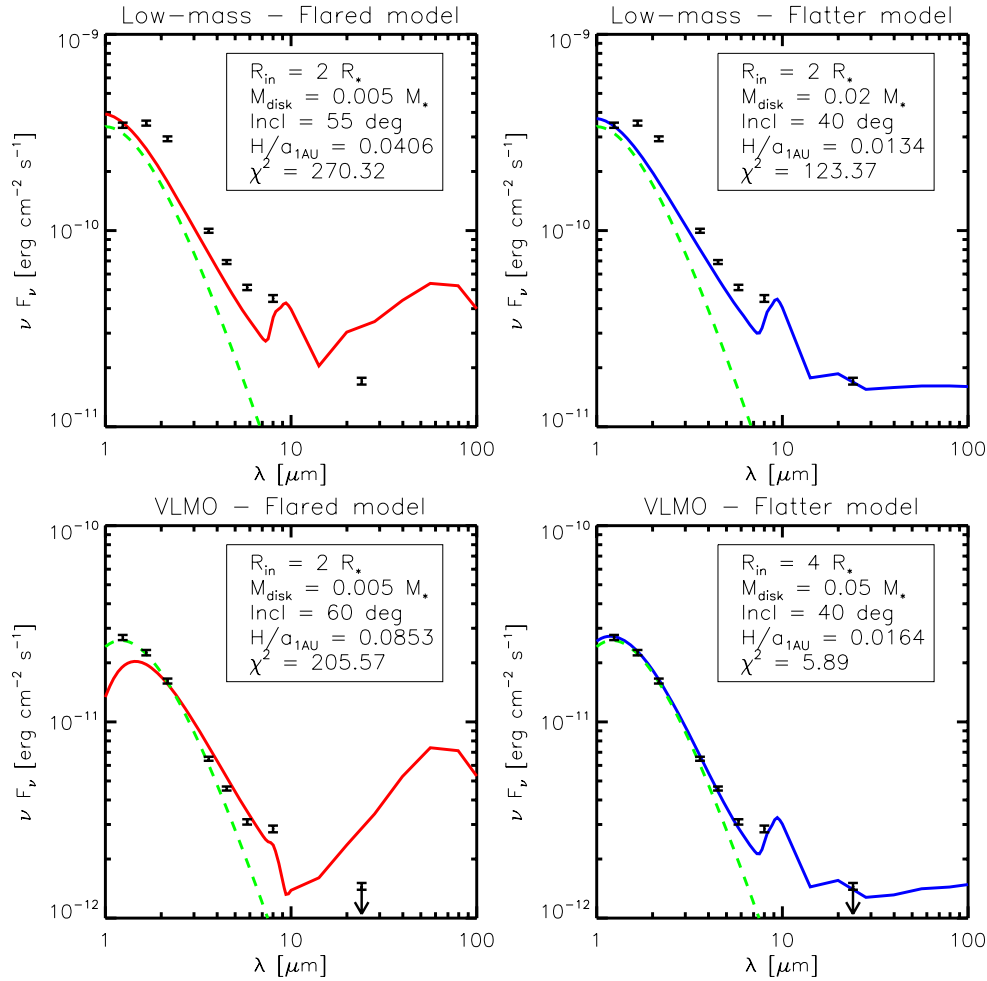 Low-mass - Flared model
10⁻⁹
10⁻¹⁰
10⁻¹¹
ν Fν [erg cm⁻² s⁻¹]
R_in = 2 R_*
M_disk = 0.005 M_*
Incl = 55 deg
H/a_1AU = 0.0406
χ² = 270.32
1 10 100
λ [μm]
Low-mass - Flatter model
10⁻⁹
10⁻¹⁰
10⁻¹¹
ν Fν [erg cm⁻² s⁻¹]
R_in = 2 R_*
M_disk = 0.02 M_*
Incl = 40 deg
H/a_1AU = 0.0134
χ² = 123.37
1 10 100
λ [μm]
VLMO - Flared model
10⁻¹⁰
10⁻¹¹
10⁻¹²
ν Fν [erg cm⁻² s⁻¹]
R_in = 2 R_*
M_disk = 0.005 M_*
Incl = 60 deg
H/a_1AU = 0.0853
χ² = 205.57
1 10 100
λ [μm]
VLMO - Flatter model
10⁻¹⁰
10⁻¹¹
10⁻¹²
ν Fν [erg cm⁻² s⁻¹]
R_in = 4 R_*
M_disk = 0.05 M_*
Incl = 40 deg
H/a_1AU = 0.0164
χ² = 5.89
1 10 100
λ [μm]